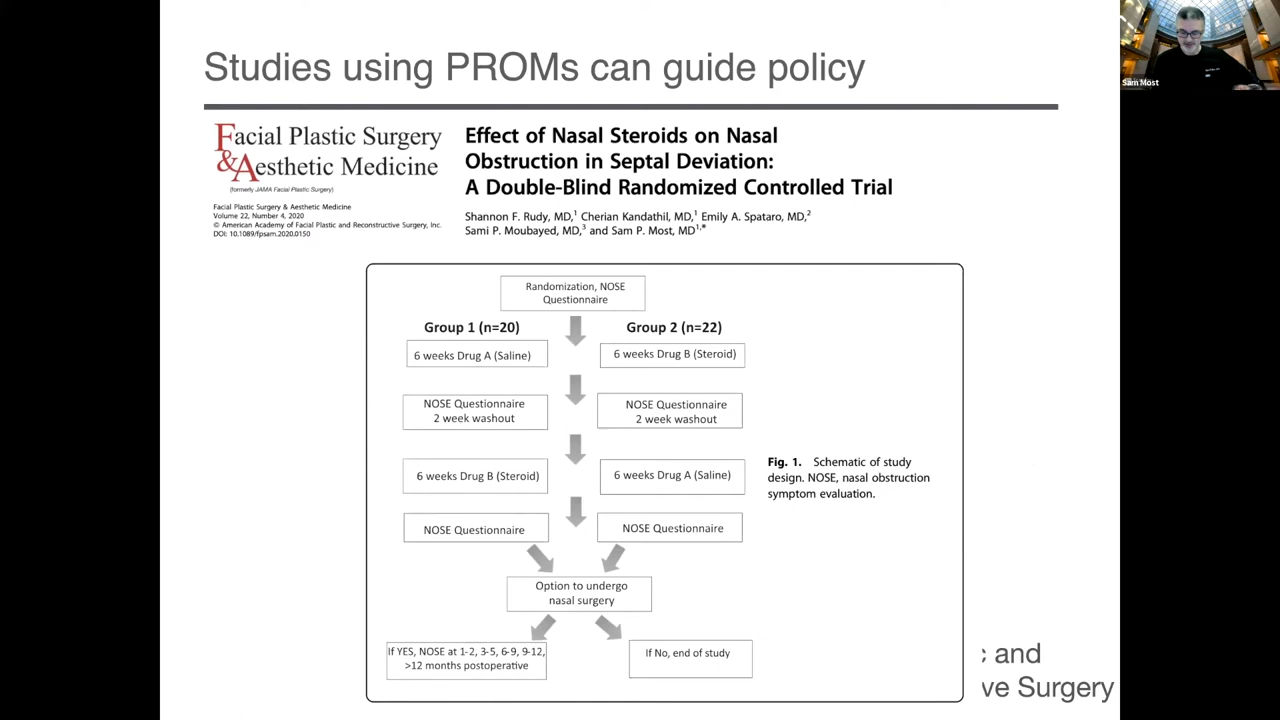 Studies using PROMs can guide policy
Sam Most
Facial Plastic Surgery
&Aesthetic Medicine
(formerly JAMA Facial Plastic Surgery)
Facial Plastic Surgery & Aesthetic Medicine
Volume 22, Number 4, 2020
© American Academy of Facial Plastic and Reconstructive Surgery, Inc.
DOI: 10.1089/fpsam.2020.0150
Effect of Nasal Steroids on Nasal
Obstruction in Septal Deviation:
A Double-Blind Randomized Controlled Trial
Shannon F. Rudy, MD,1 Cherian Kandathil, MD,1 Emily A. Spataro, MD,2
Sami P. Moubayed, MD,3 and Sam P. Most, MD1,*
Randomization, NOSE
Questionnaire
Group 1 (n=20)
Group 2 (n=22)
6 weeks Drug A (Saline)
6 weeks Drug B (Steroid)
NOSE Questionnaire
2 week washout
NOSE Questionnaire
2 week washout
6 weeks Drug B (Steroid)
6 weeks Drug A (Saline)
NOSE Questionnaire
NOSE Questionnaire
Option to undergo
nasal surgery
If YES, NOSE at 1-2, 3-5, 6-9, 9-12,
>12 months postoperative
If No, end of study
Fig. 1. Schematic of study
design. NOSE, nasal obstruction
symptom evaluation.
and
ve Surgery